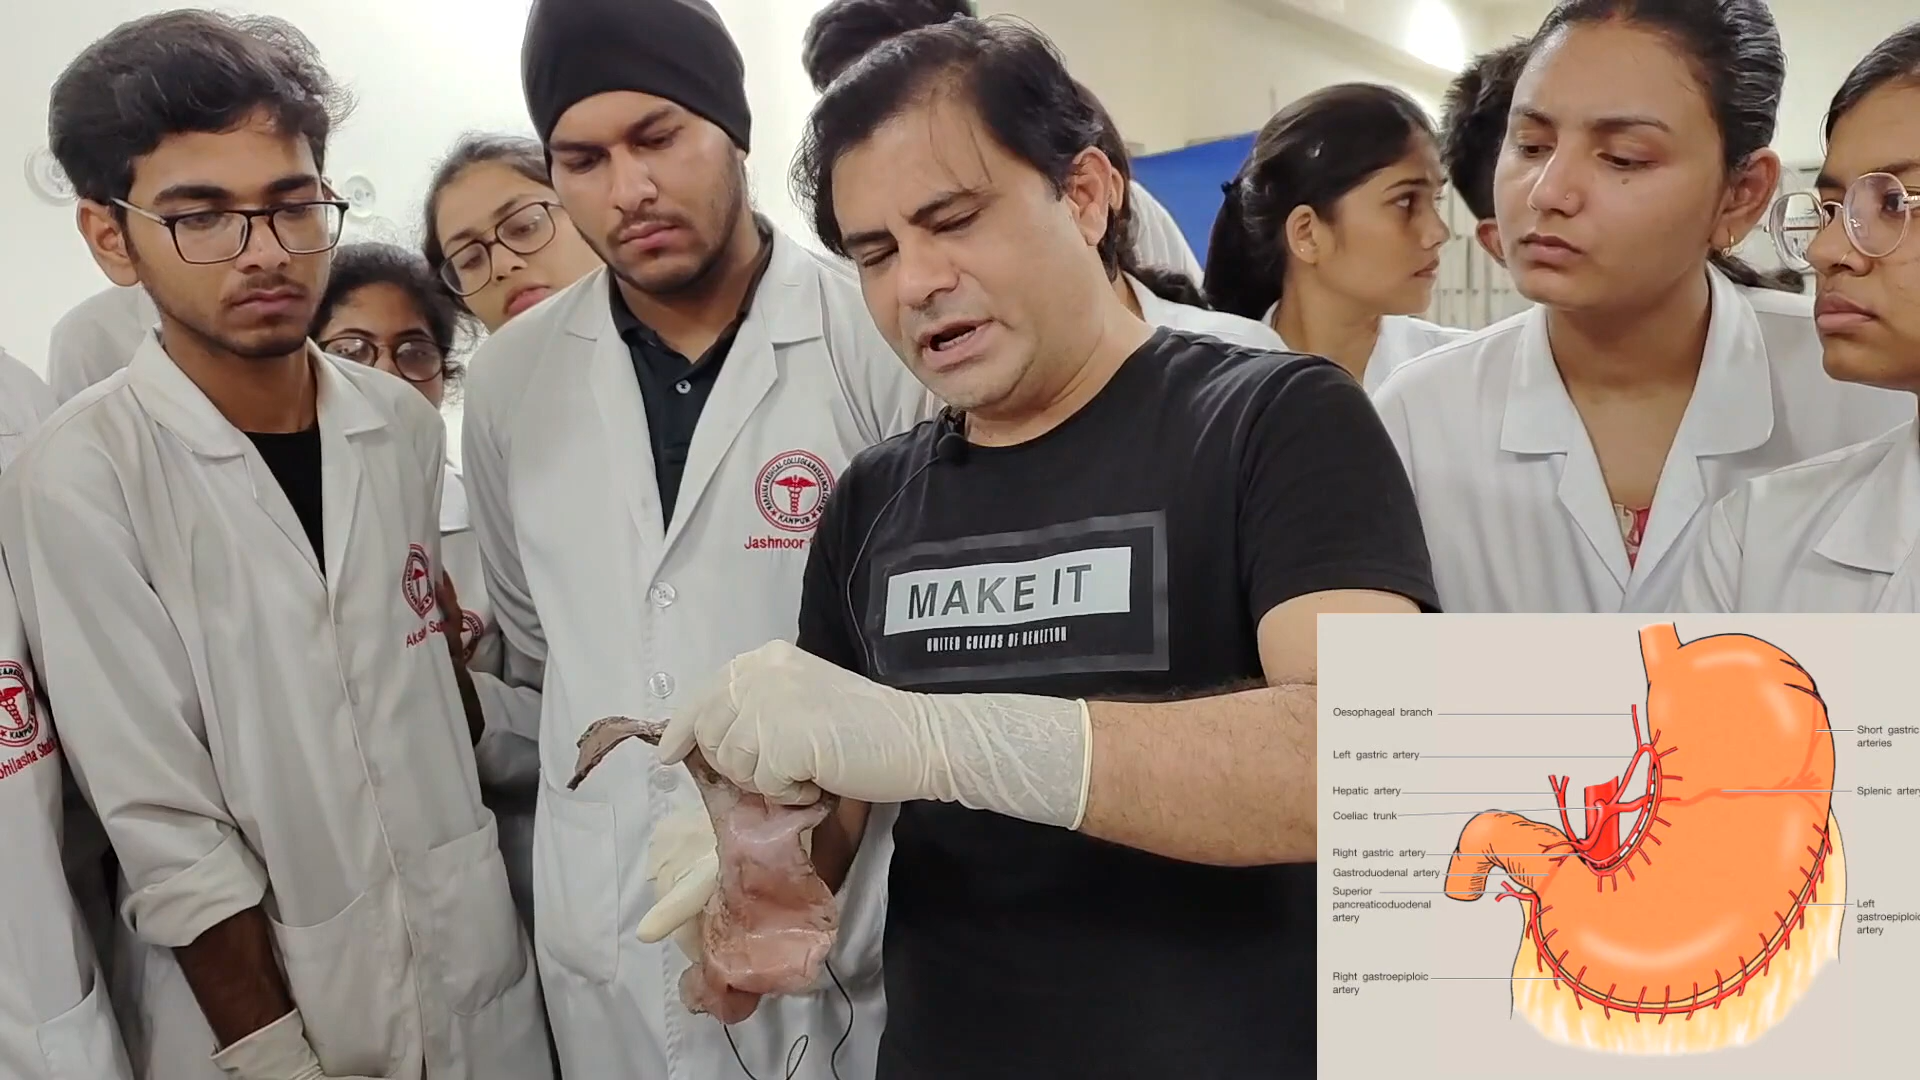 KANPUR
Jashnoor
MAKE IT
UNITED COLORS OF BENETTON
KANPUR
Oesophageal branch
Left gastric artery
Hepatic artery
Coeliac trunk
Right gastric artery
Gastroduodenal artery
Superior
pancreaticoduodenal
artery
Right gastroepiploic
artery
Short gastric
arteries
Splenic artery
Left
gastroepiploic
artery